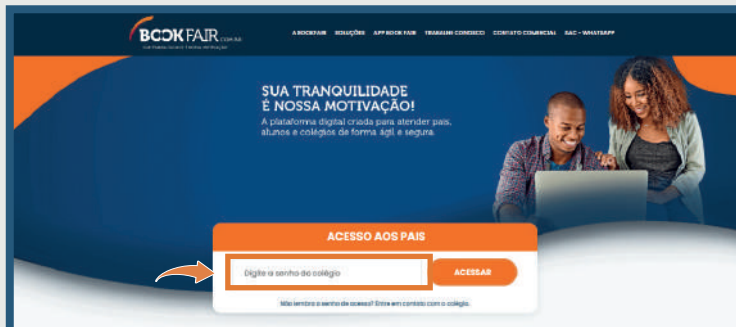 BOOKFAIR.COM.BR
A BOOKFAIR SOLUÇÕES APP BOOK FAIR TRABALHE CONOSCO CONTATO COMERCIAL SAC - WHATSAPP
SUA TRANQUILIDADE
É NOSSA MOTIVAÇÃO!
A plataforma digital criada para atender pais,
alunos e colégios de forma ágil e segura.
ACESSO AOS PAIS
Digite a senha do colégio
ACESSAR
Não lembra a senha de acesso? Entre em contato com o colégio.